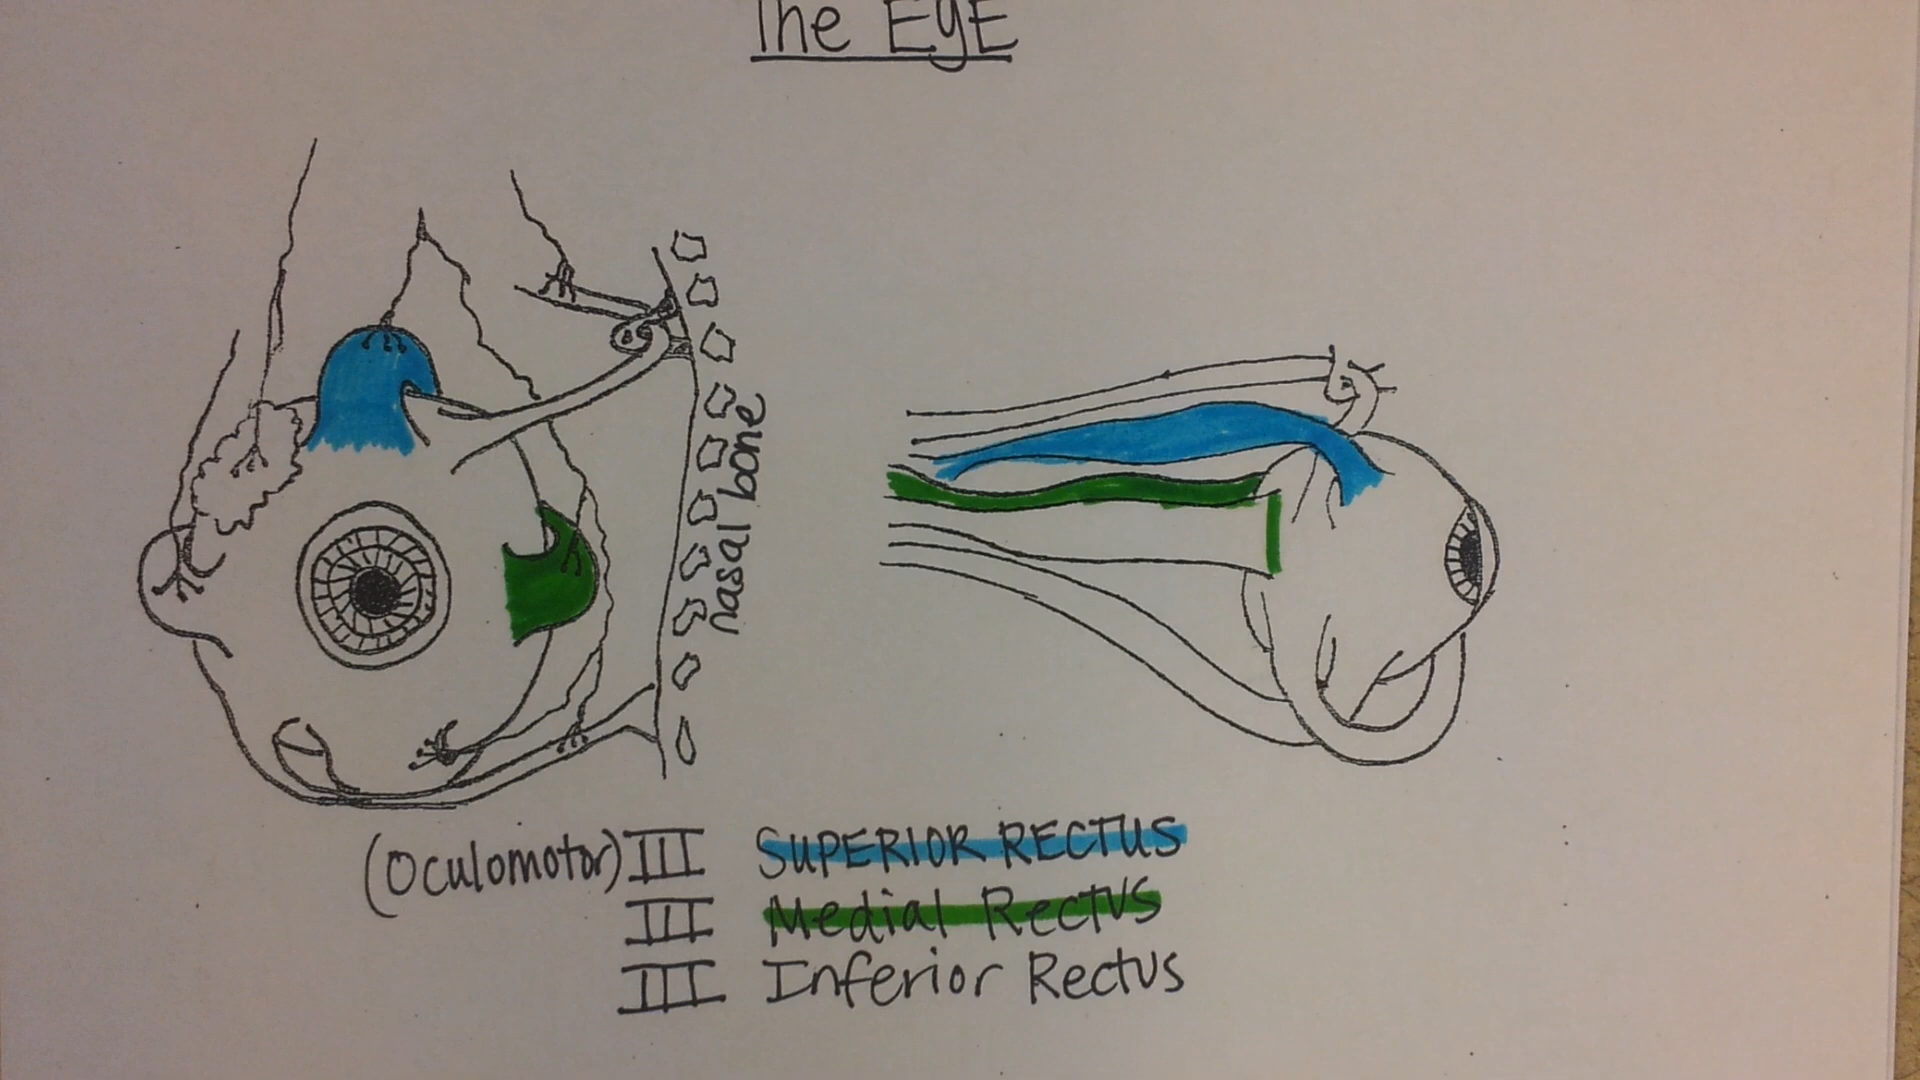 The EyE
nasal bone
(Oculomotor) III SUPERIOR RECTUS
III Medial Rectus
III Inferior Rectus